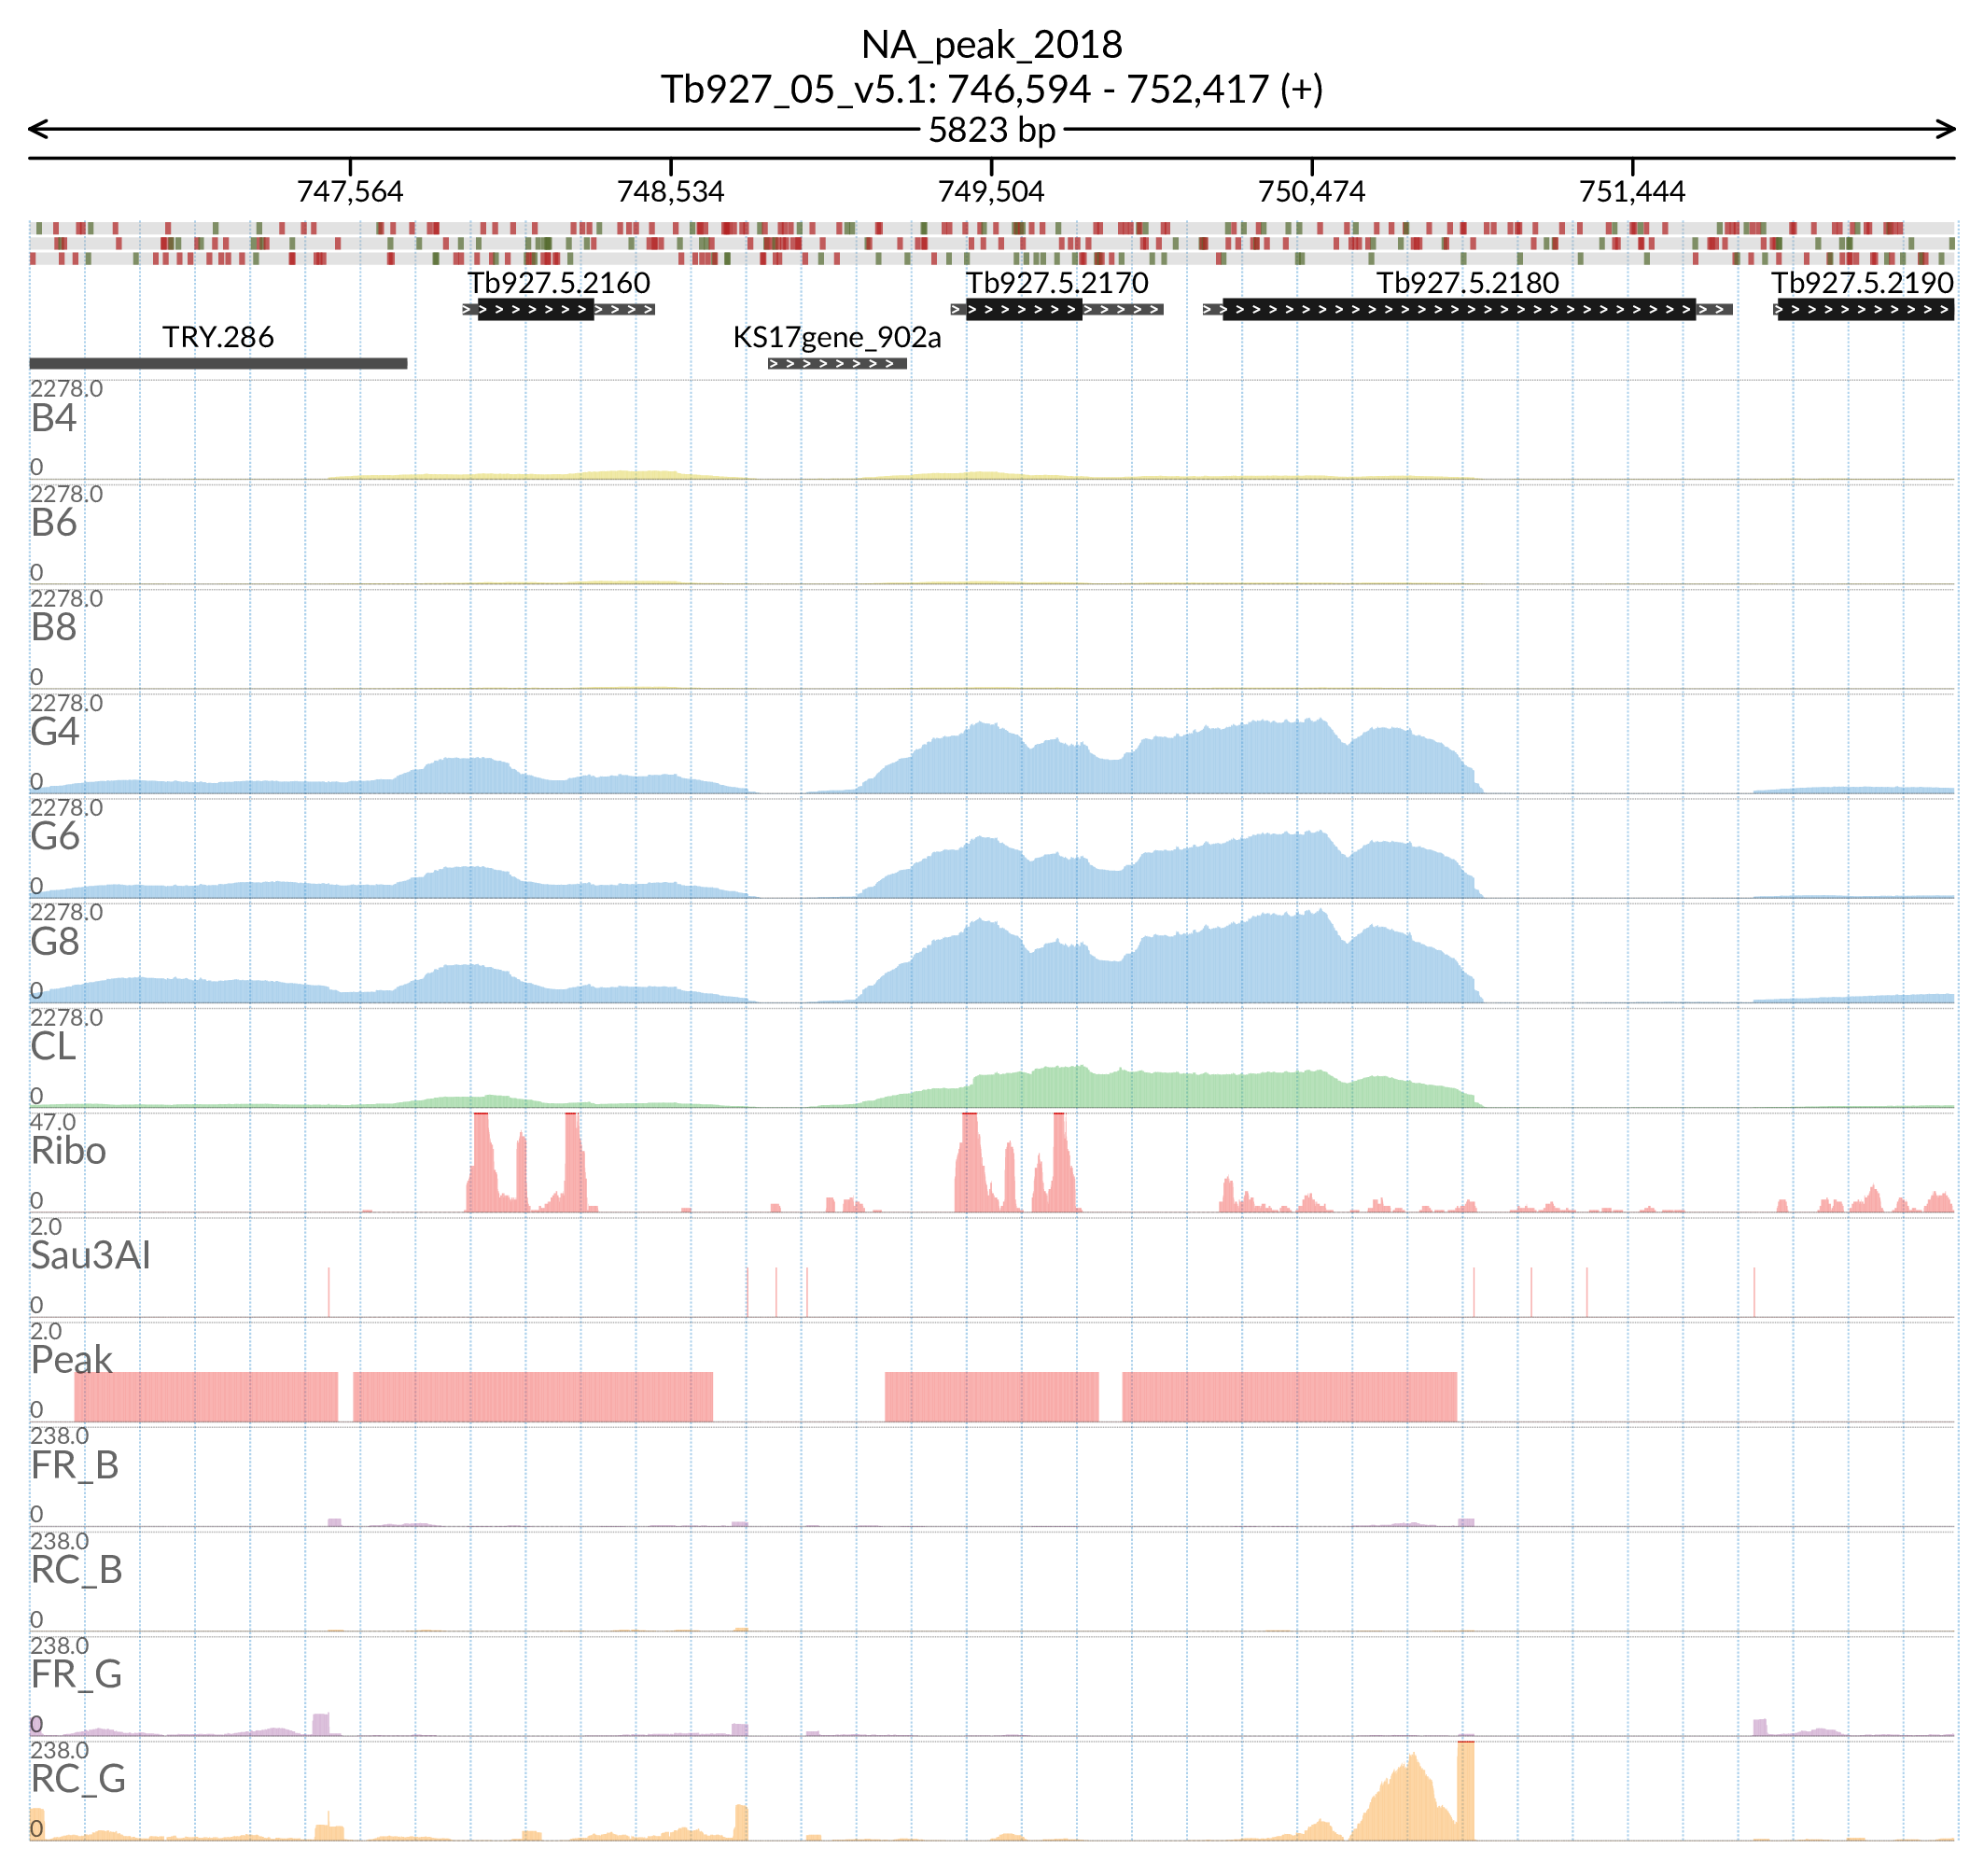 NA_peak_2018
Tb927_05_v5.1: 746,594 - 752,417 (+)
5823 bp
747,564 748,534 749,504 750,474 751,444
Tb927.5.2160 Tb927.5.2170 Tb927.5.2180 Tb927.5.2190
TRY.286 KS17gene_902a
2278.0
B4
0
2278.0
B6
0
2278.0
B8
0
2278.0
G4
0
2278.0
G6
0
2278.0
G8
0
2278.0
CL
0
47.0
Ribo
0
2.0
Sau3AI
0
2.0
Peak
0
238.0
FR_B
0
238.0
RC_B
0
238.0
FR_G
0
238.0
RC_G
0